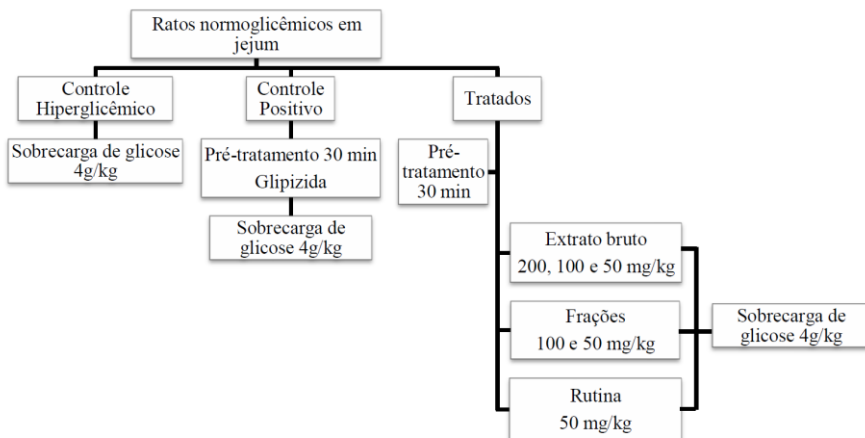 Ratos normoglicêmicos em
jejum
Controle
Hiperglicêmico
Controle
Positivo
Tratados
Sobrecarga de glicose
4g/kg
Pré-tratamento 30 min
Glipizida
Pré-
tratamento
30 min
Sobrecarga de
glicose 4g/kg
Extrato bruto
200, 100 e 50 mg/kg
Frações
100 e 50 mg/kg
Sobrecarga de
glicose 4g/kg
Rutina
50 mg/kg